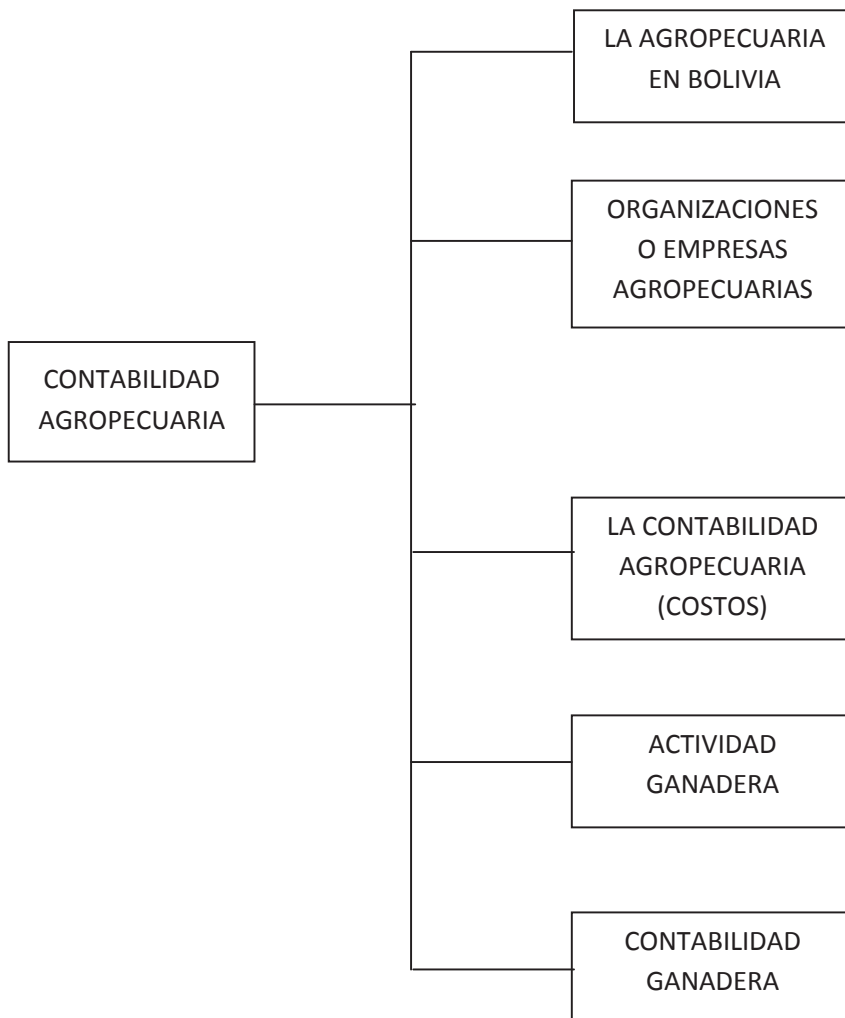 LA AGROPECUARIA
EN BOLIVIA
ORGANIZACIONES
O EMPRESAS
AGROPECUARIAS
CONTABILIDAD
AGROPECUARIA
LA CONTABILIDAD
AGROPECUARIA
(COSTOS)
ACTIVIDAD
GANADERA
CONTABILIDAD
GANADERA